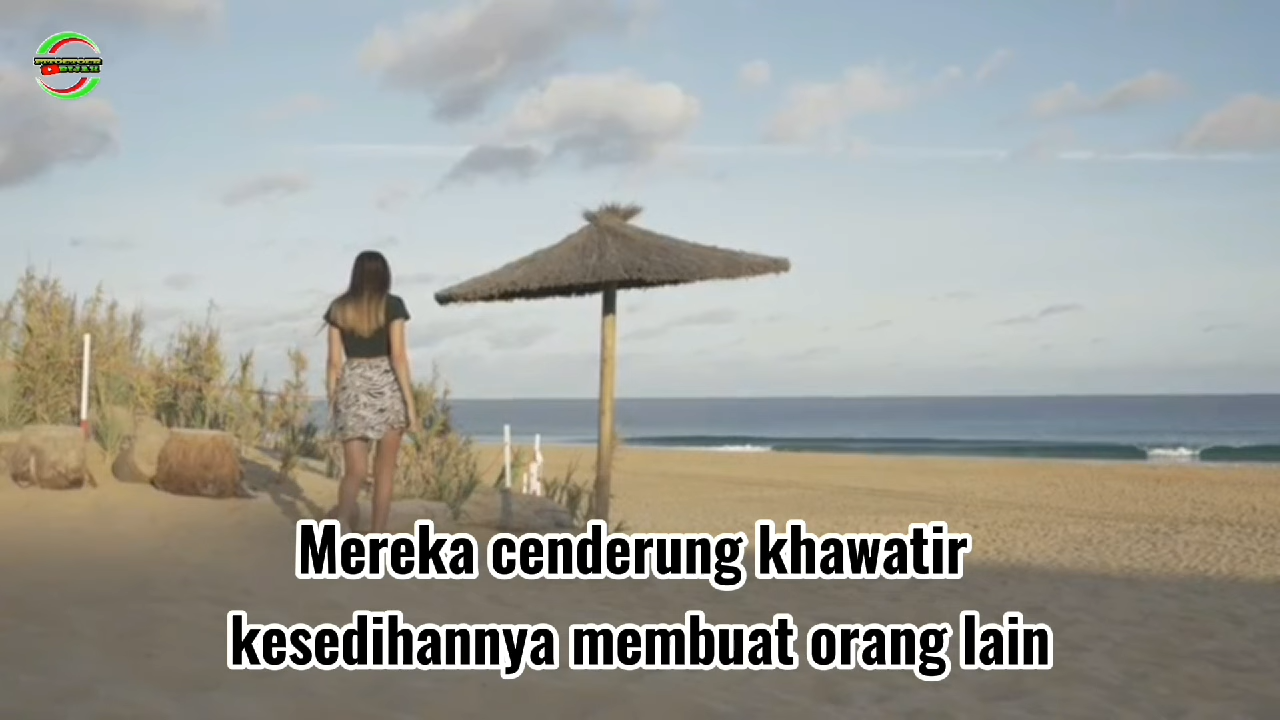 Mereka cenderung khawatir
kesedihannya membuat orang lain